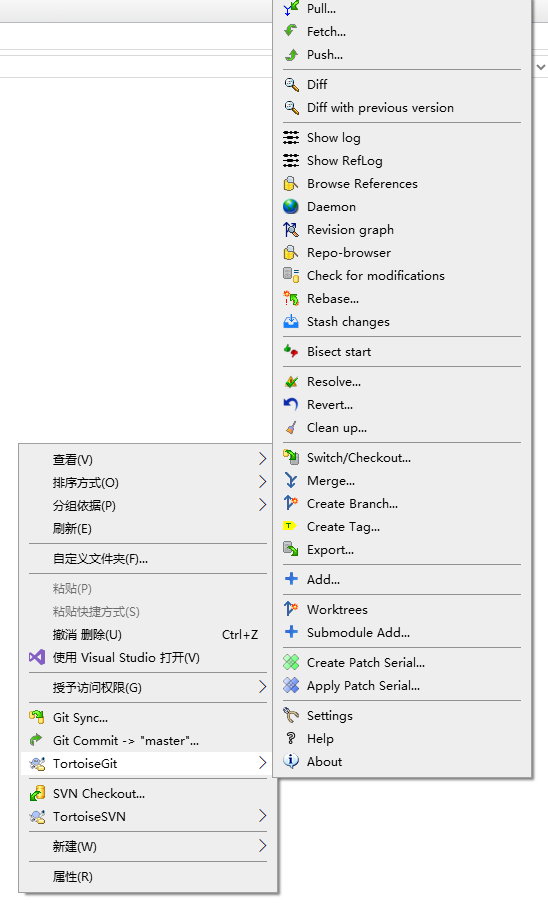 Pull...
Fetch...
Push...
Diff
Diff with previous version
Show log
Show RefLog
Browse References
Daemon
Revision graph
Repo-browser
Check for modifications
Rebase...
Stash changes
Bisect start
Resolve...
Revert...
Clean up...
Switch/Checkout...
Merge...
Create Branch...
Create Tag...
Export...
Add...
Worktrees
Submodule Add...
Create Patch Serial...
Apply Patch Serial...
Settings
Help
About
查看(V)
排序方式(O)
分组依据(P)
刷新(E)
自定义文件夹(F)...
粘贴(P)
粘贴快捷方式(S)
撤消 删除(U) Ctrl+Z
使用 Visual Studio 打开(V)
授予访问权限(G)
Git Sync...
Git Commit -> "master"...
TortoiseGit
SVN Checkout...
TortoiseSVN
新建(W)
属性(R)